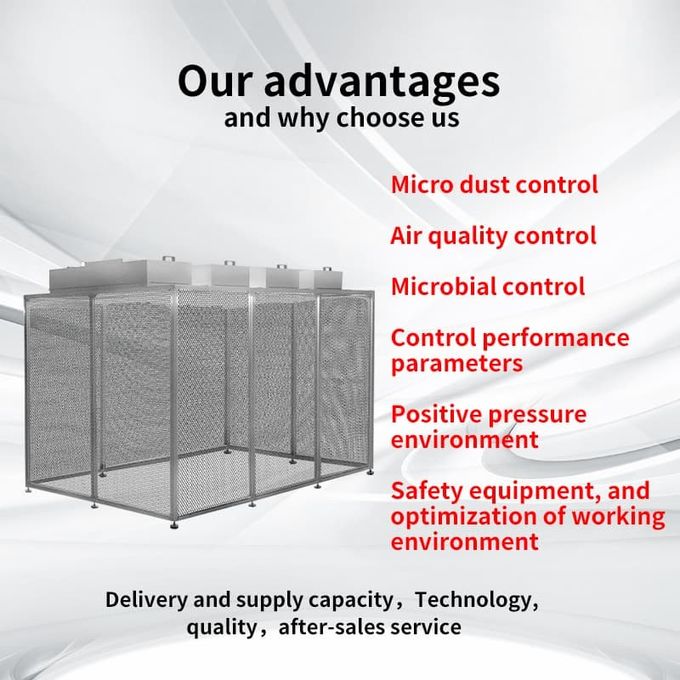 Our advantages
and why choose us
Micro dust control
Air quality control
Microbial control
Control performance
parameters
Positive pressure
environment
Safety equipment, and
optimization of working
environment
Delivery and supply capacity，Technology,
quality，after-sales service